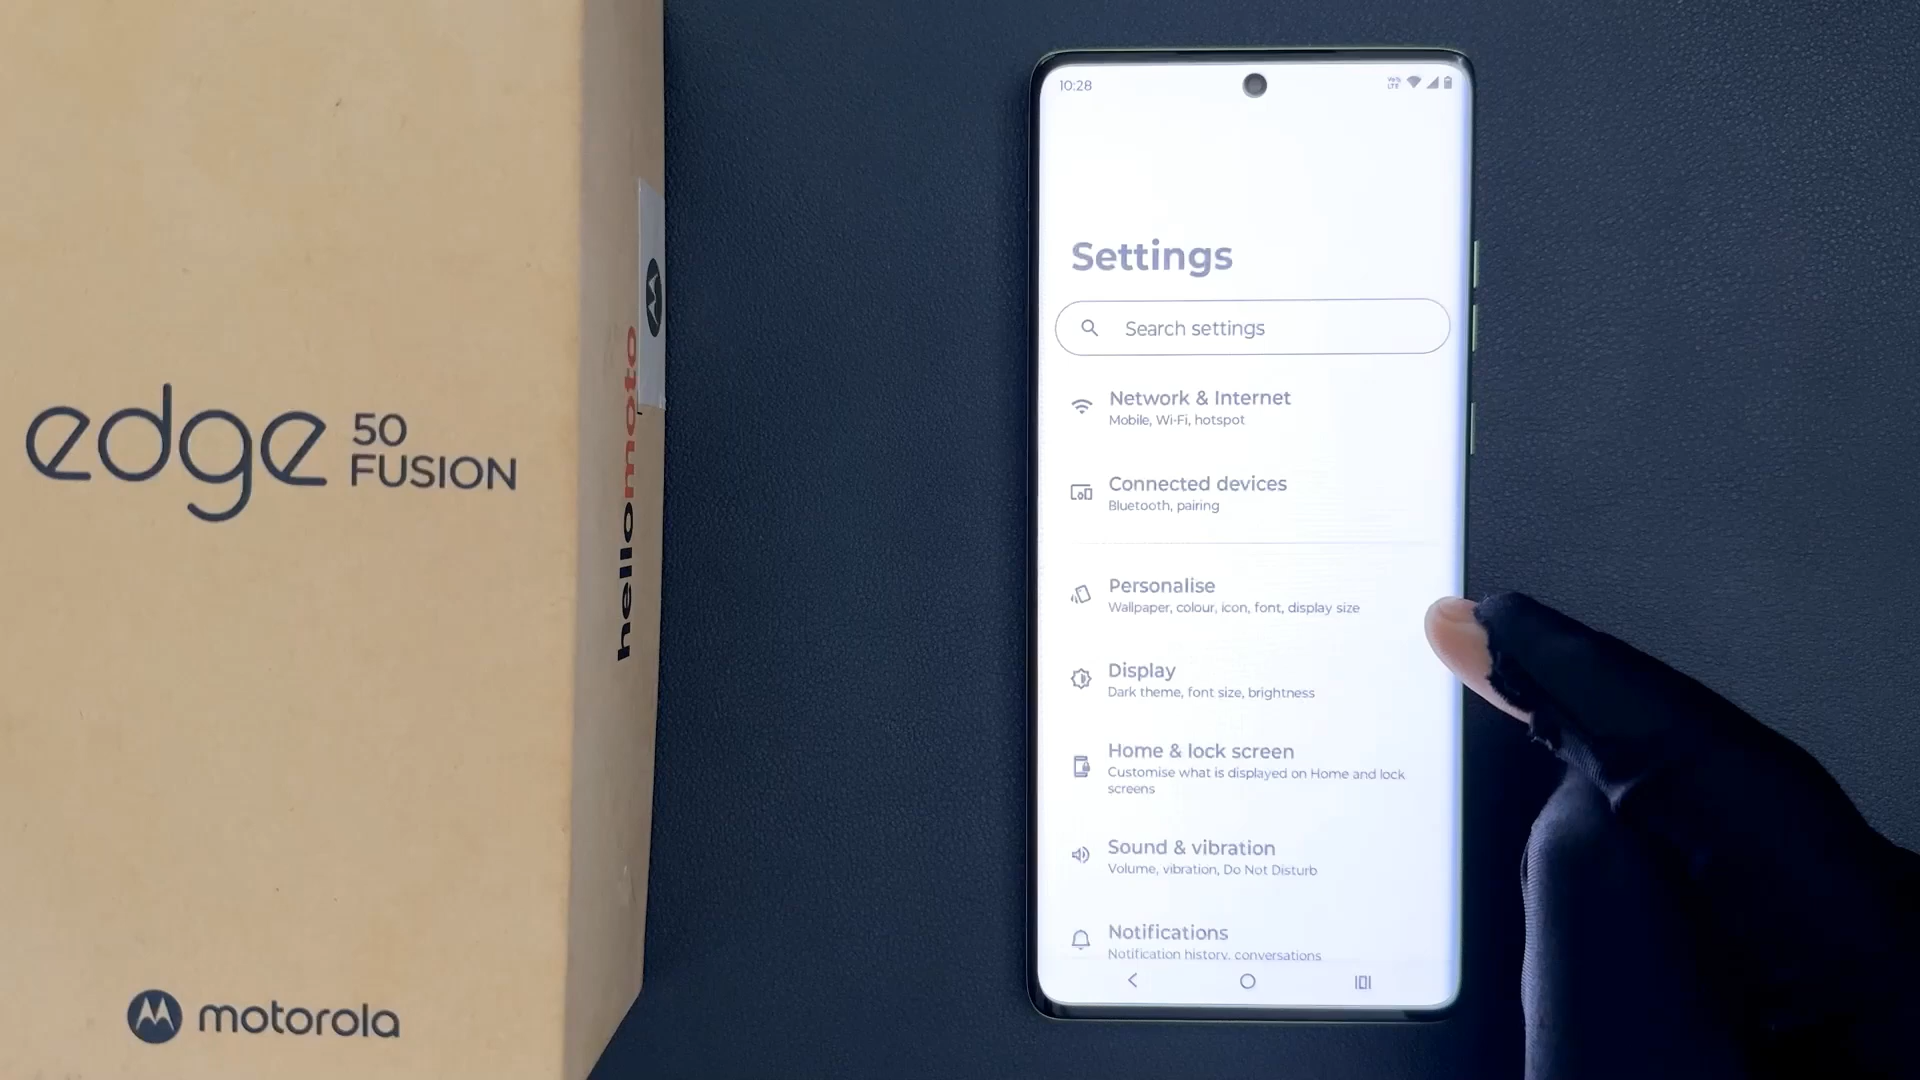 edge 50
FUSION
motorola
hellomoto
10:28
Settings
Search settings
Network & Internet
Mobile, Wi-Fi, hotspot
Connected devices
Bluetooth, pairing
Personalise
Wallpaper, colour, icon, font, display size
Display
Dark theme, font size, brightness
Home & lock screen
Customise what is displayed on Home and lock
screens
Sound & vibration
Volume, vibration, Do Not Disturb
Notifications
Notification history, conversations